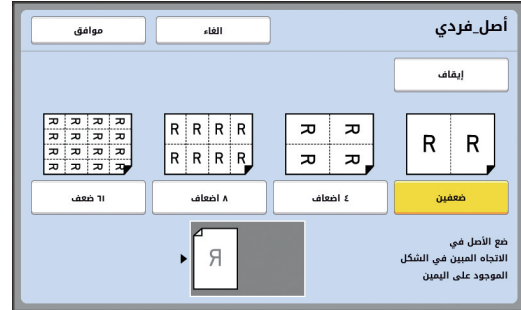 أصل_فردي
الغاء
موافق
إيقاف
R R
R R
R R
R R R R
R R R R
R R R R
R R R R
R R R R
R R R R
ضعفين
٤ اضعاف
٨ اضعاف
١٦ ضعف
ضع الأصل في
الاتجاه المبين في الشكل
الموجود على اليمين
R